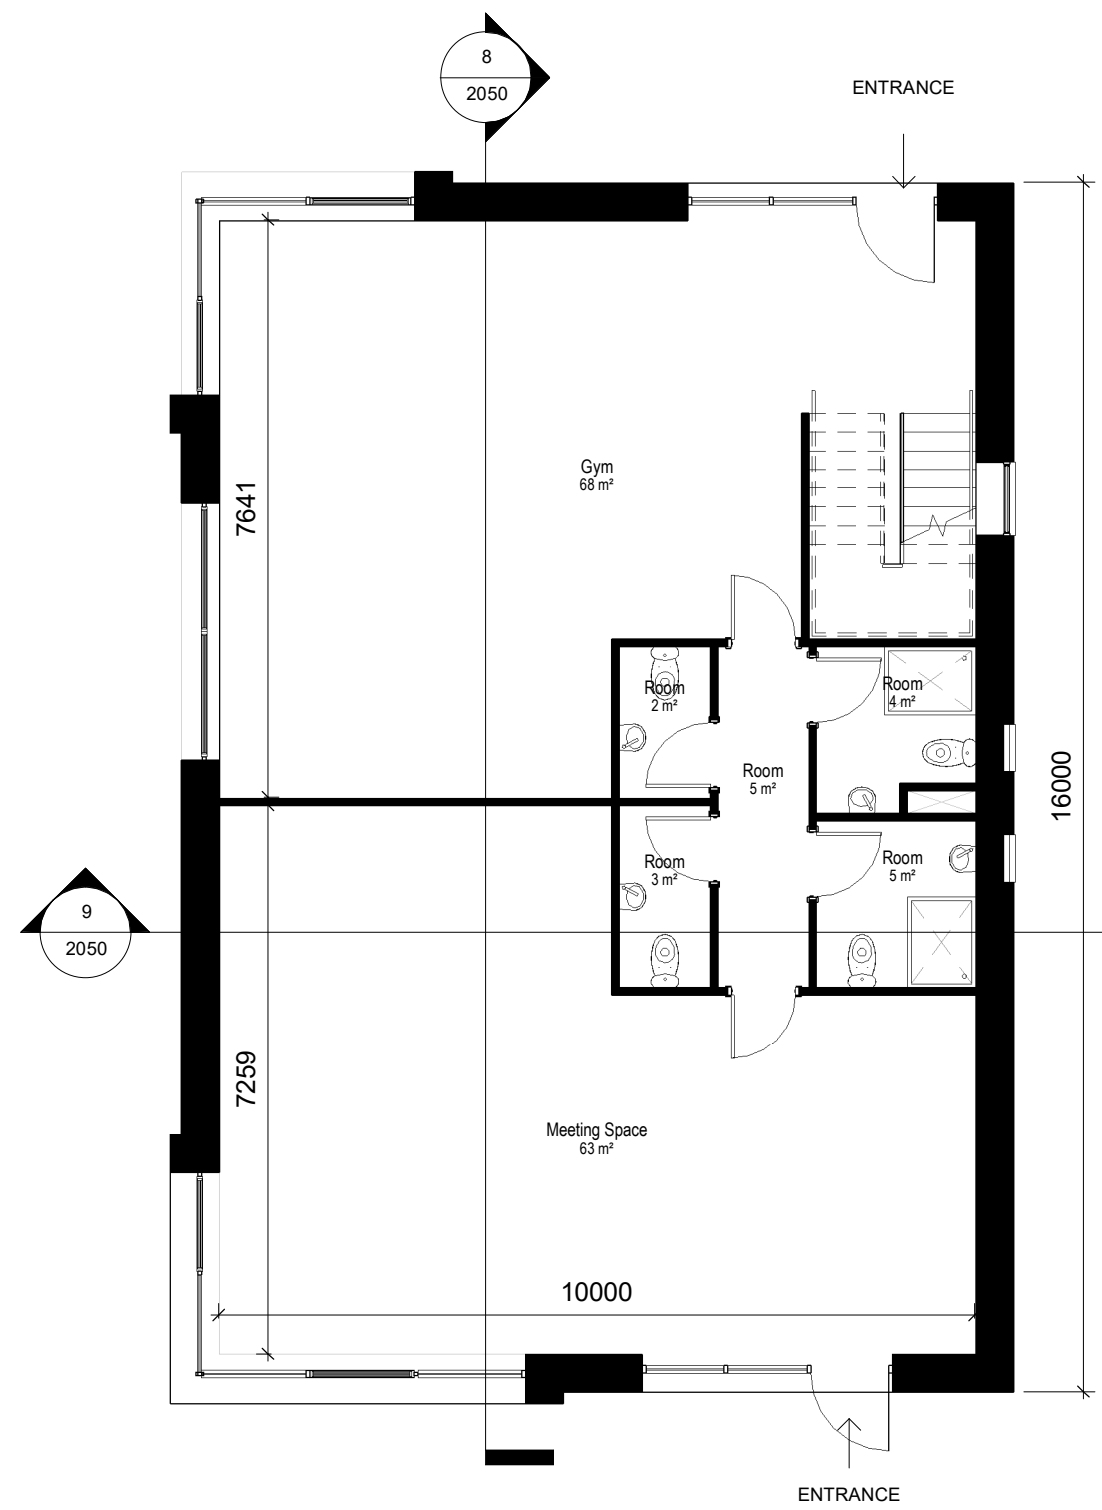 8
2050
ENTRANCE
Gym
68 m²
7641
Room
2 m²
Room
4 m²
Room
5 m²
16000
Room
3 m²
Room
5 m²
9
2050
7259
Meeting Space
63 m²
10000
ENTRANCE